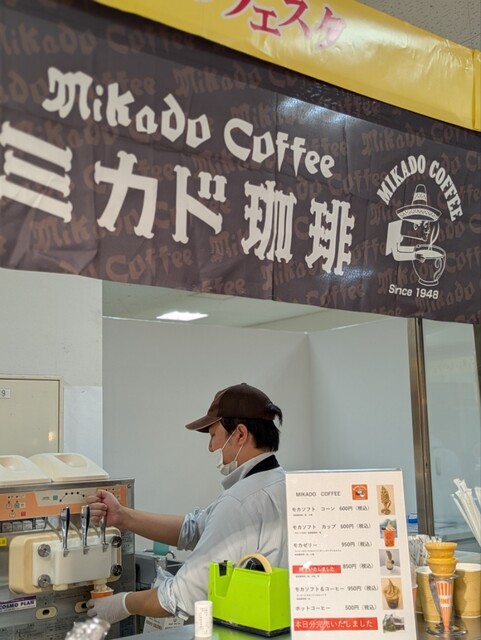 フェスタ
Mikado Coffee
ミカド珈琲
MIKADO COFFEE
Since 1948
MIKADO COFFEE
モカソフト コーン 600円（税込）
モカソフト カップ 600円（税込）
モカゼリー 950円（税込）
850円（税込）
モカソフト&コーヒー 950円（税込）
ホットコーヒー 500円（税込）
本日分完売いたしました
COSMO PLAN